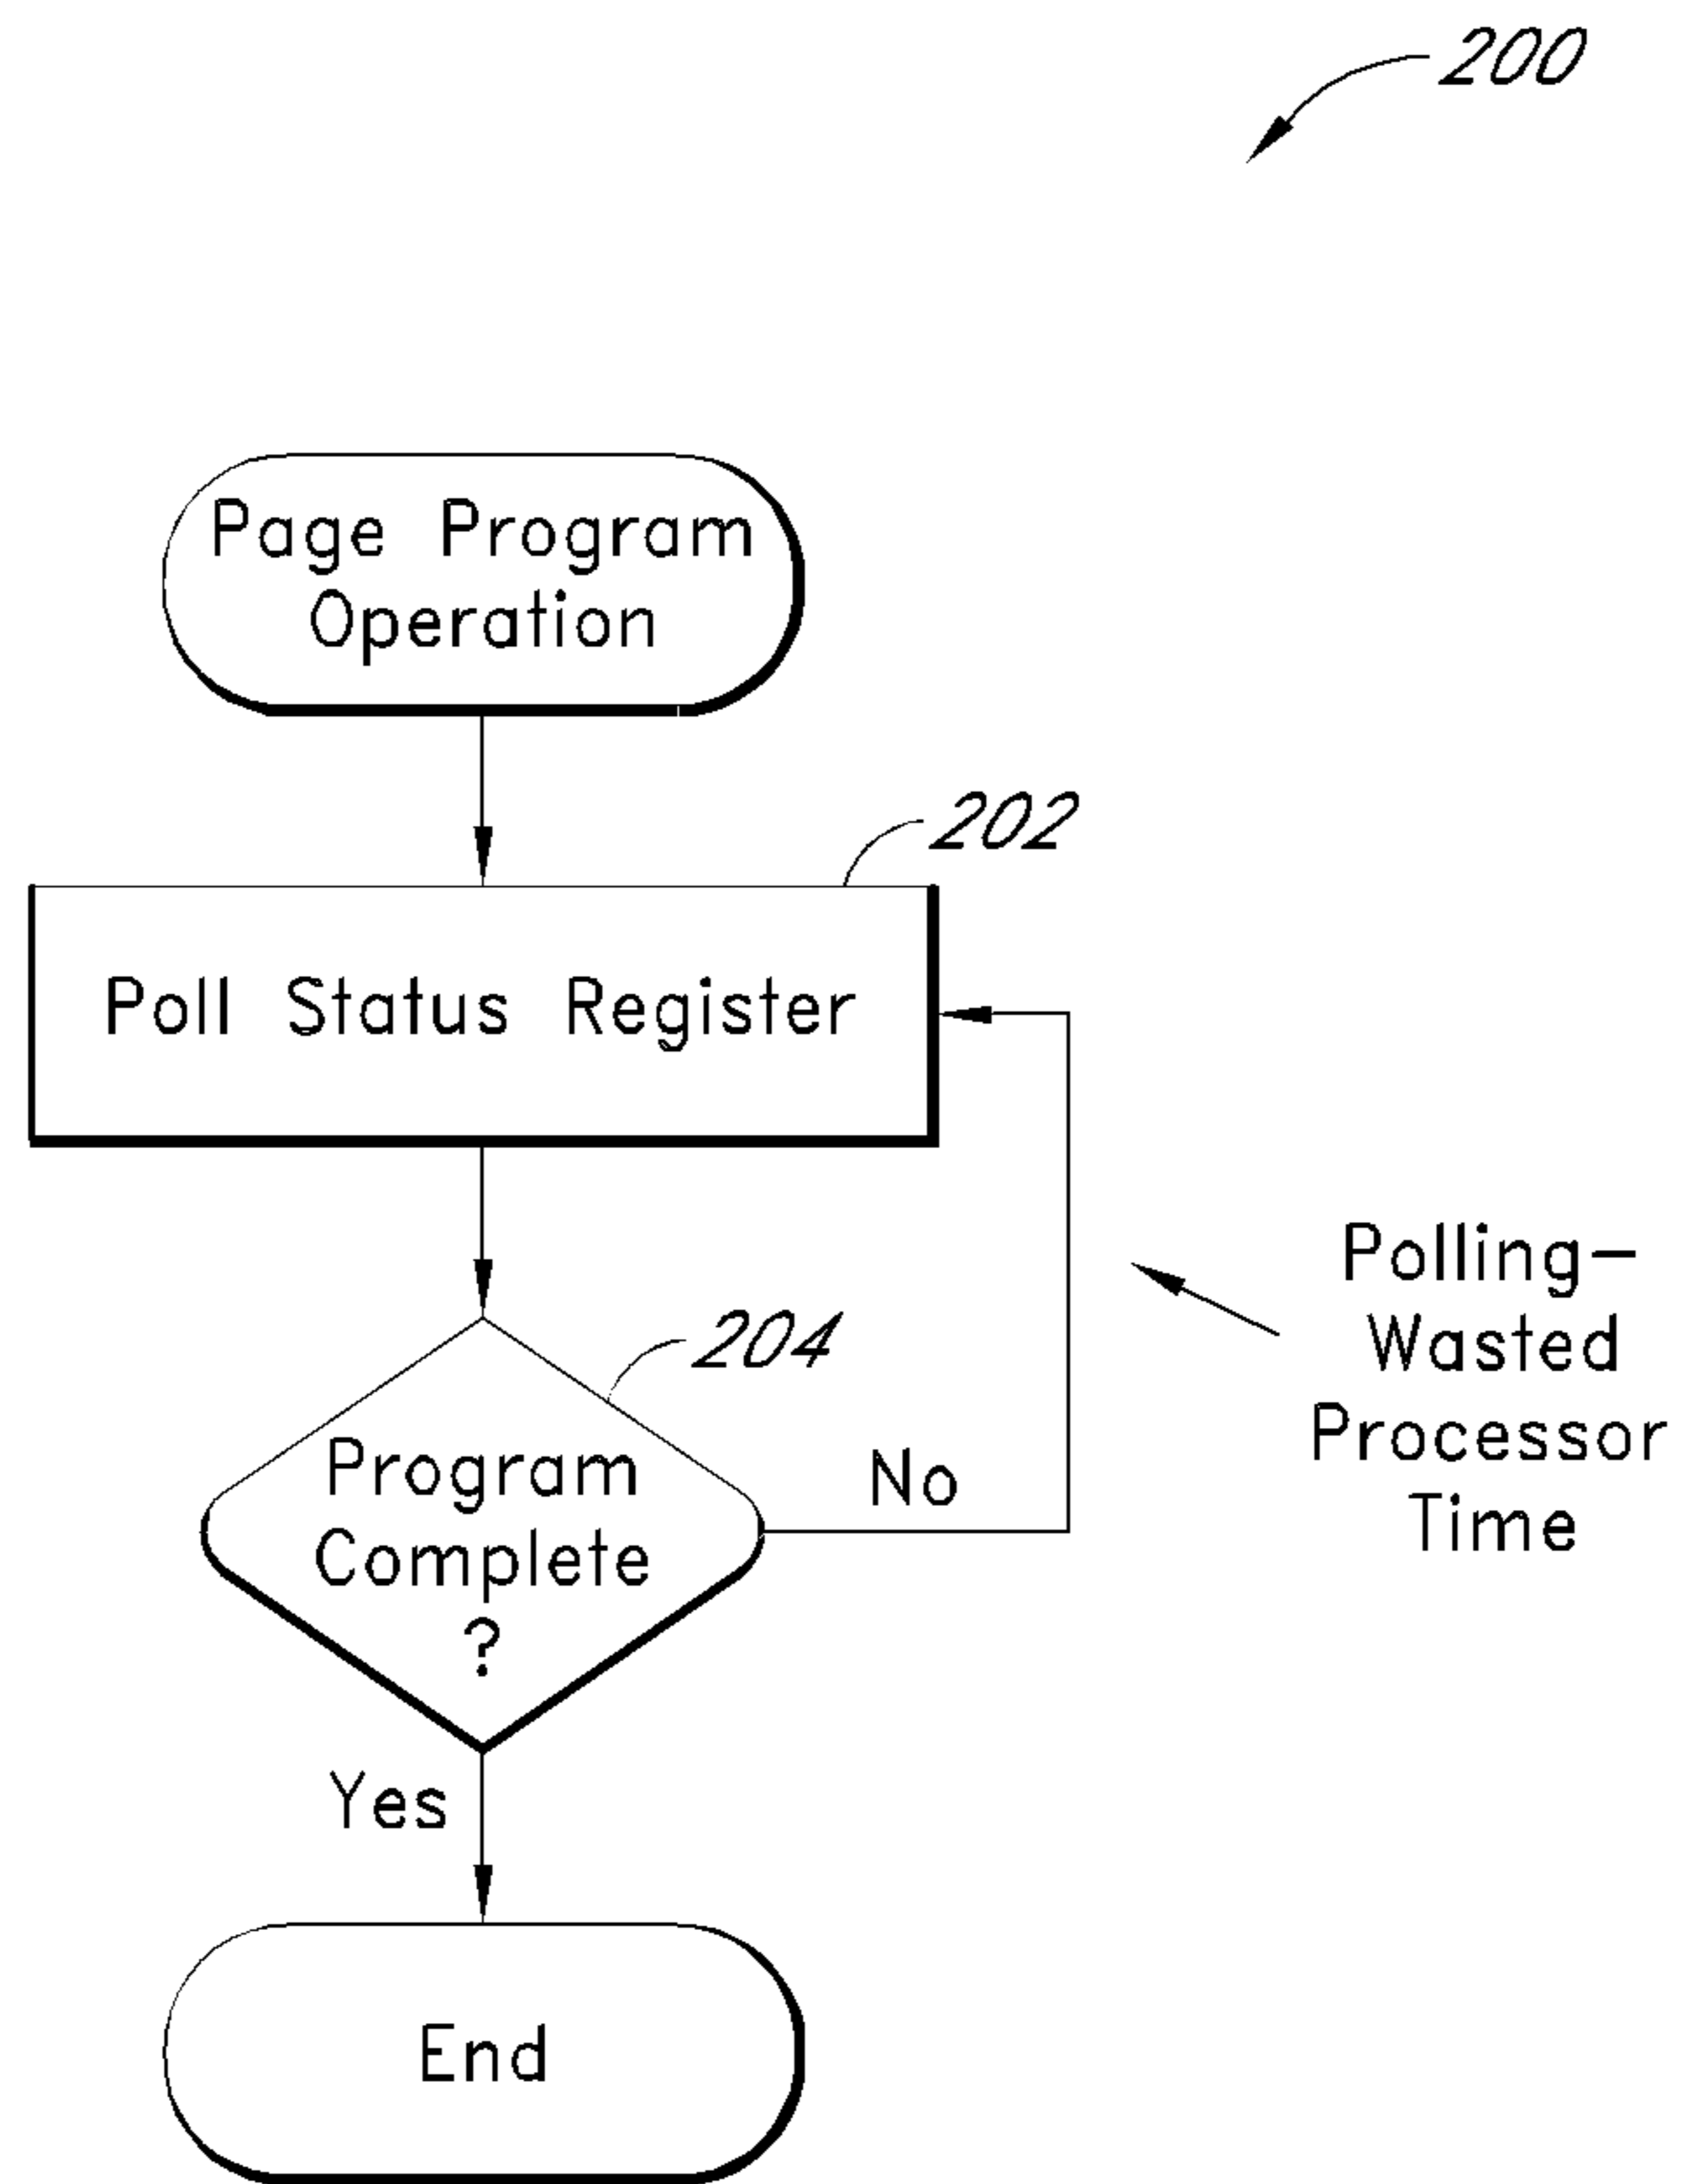 200
Page Program
Operation
202
Poll Status Register
Polling-
Wasted
Processor
Time
204
Program
Complete
?
No
Yes
End